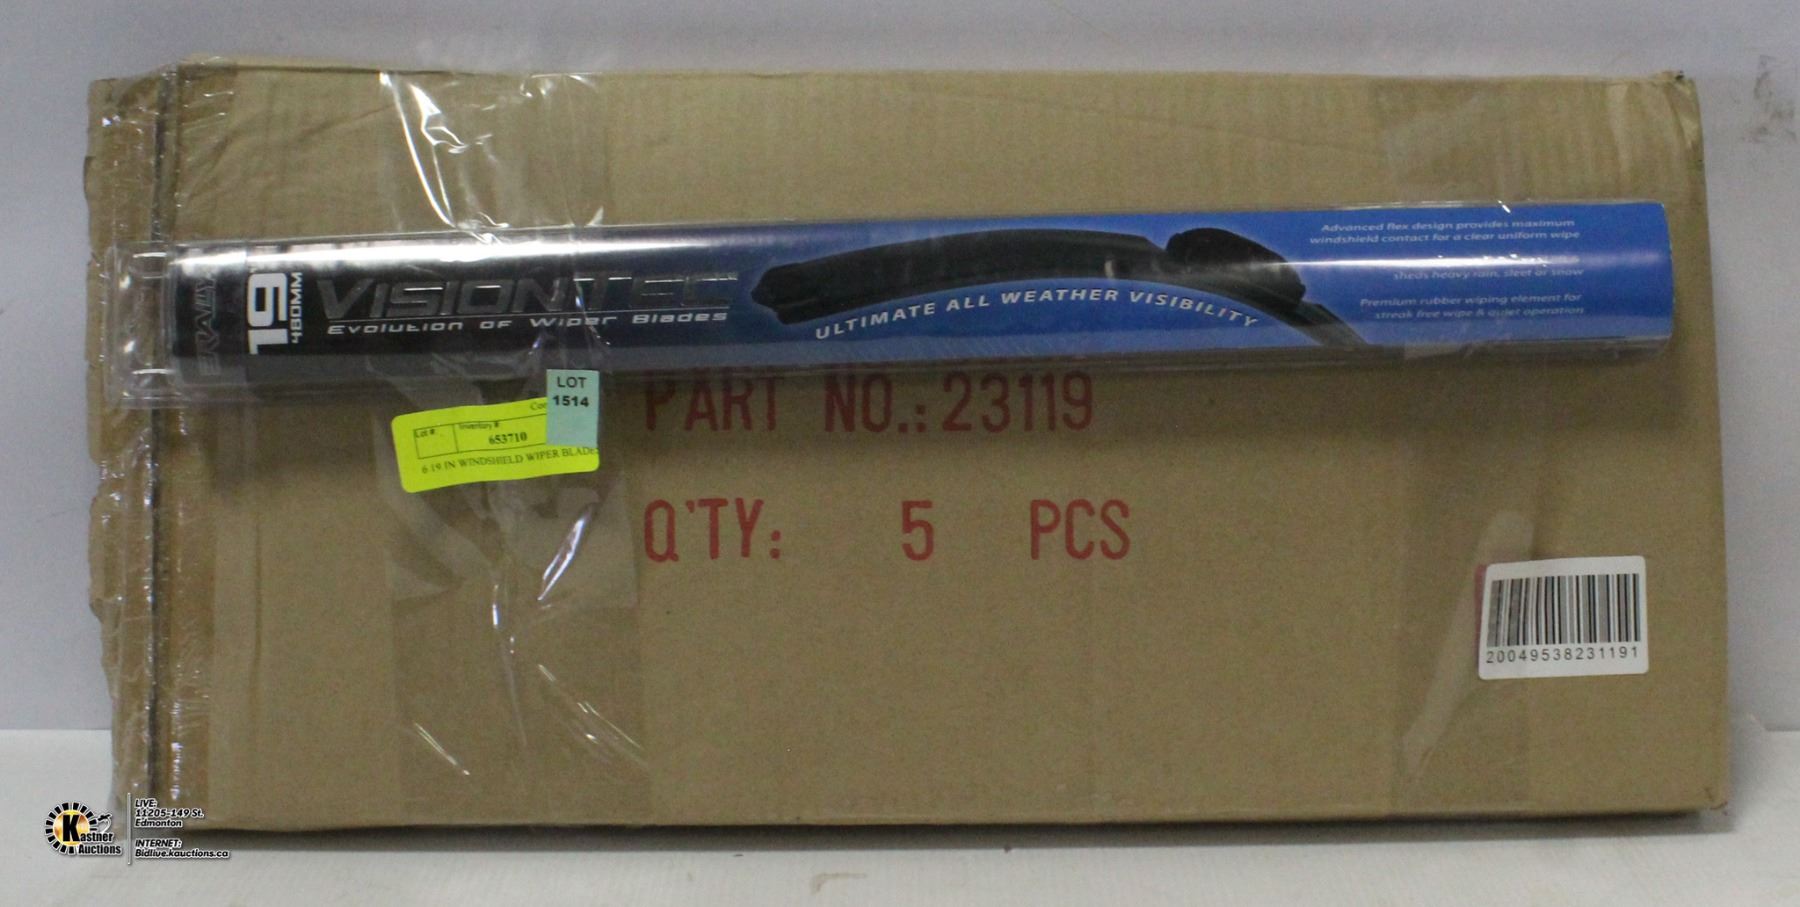 19"
480MM
VISIONTEC
Evolution of Wiper Blades
ULTIMATE ALL WEATHER VISIBILITY
Advanced flex design provides maximum
windshield contact for a clear uniform wipe
sheds heavy rain, sleet or snow
Premium rubber wiping element for
streak free wipe & quiet operation
LOT
1514
Lot #
Inventory #
653710
6 19 IN WINDSHIELD WIPER BLADES
PART NO.: 23119
Q'TY: 5 PCS
20049538231191
Kastner
Auctions
LIVE:
11205-149 St.
Edmonton
INTERNET:
Bidlive.kauctions.ca